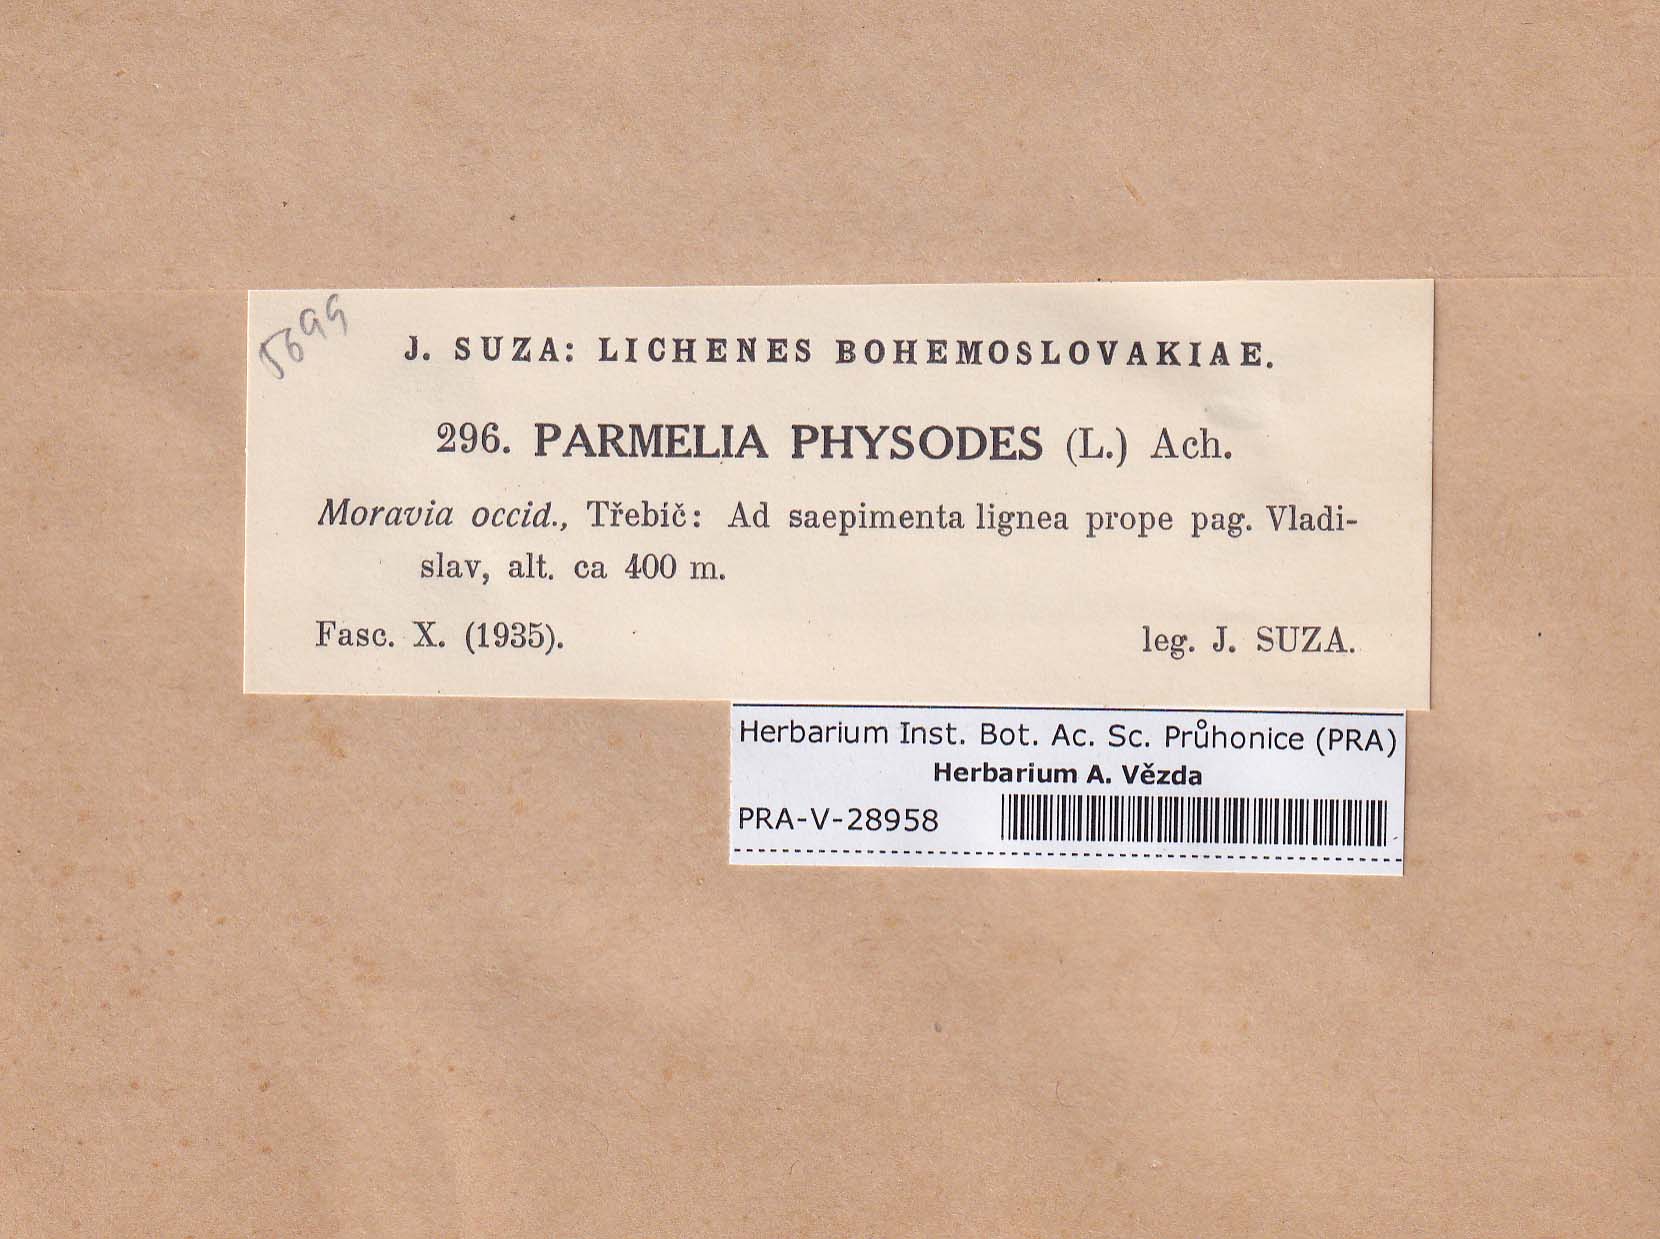 5699
J. SUZA: LICHENES BOHEMOSLOVAKIAE.
296. PARMELIA PHYSODES (L.) Ach.
Moravia occid., Třebíč: Ad saepimenta lignea prope pag. Vladi-
slav, alt. ca 400 m.
Fasc. X. (1935). leg. J. SUZA.
Herbarium Inst. Bot. Ac. Sc. Průhonice (PRA)
Herbarium A. Vězda
PRA-V-28958